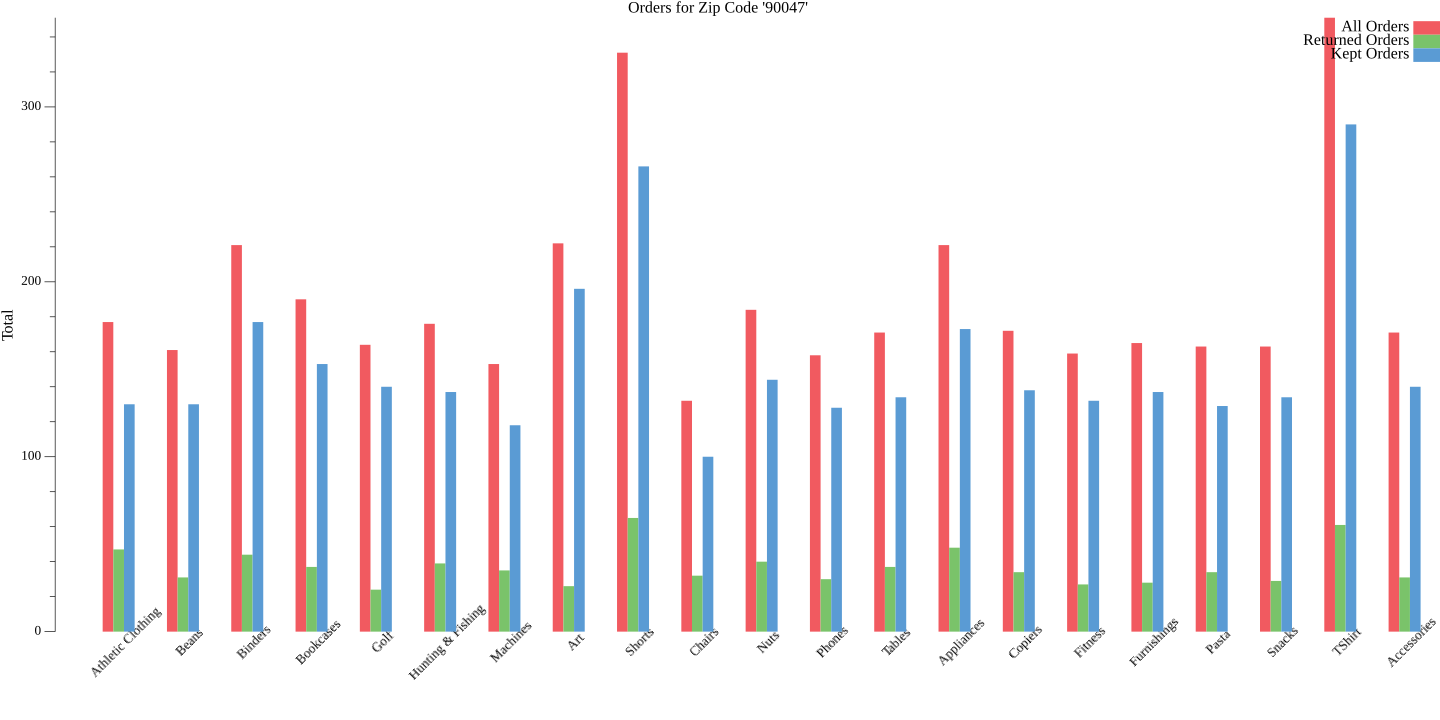 Orders for Zip Code '90047'
All Orders
Returned Orders
Kept Orders
300
200
100
0
Total
Athletic Clothing
Beans
Binders
Bookcases
Golf
Hunting & Fishing
Machines
Art
Shorts
Chairs
Nuts
Phones
Tables
Appliances
Copiers
Fitness
Furnishings
Pasta
Snacks
TShirt
Accessories